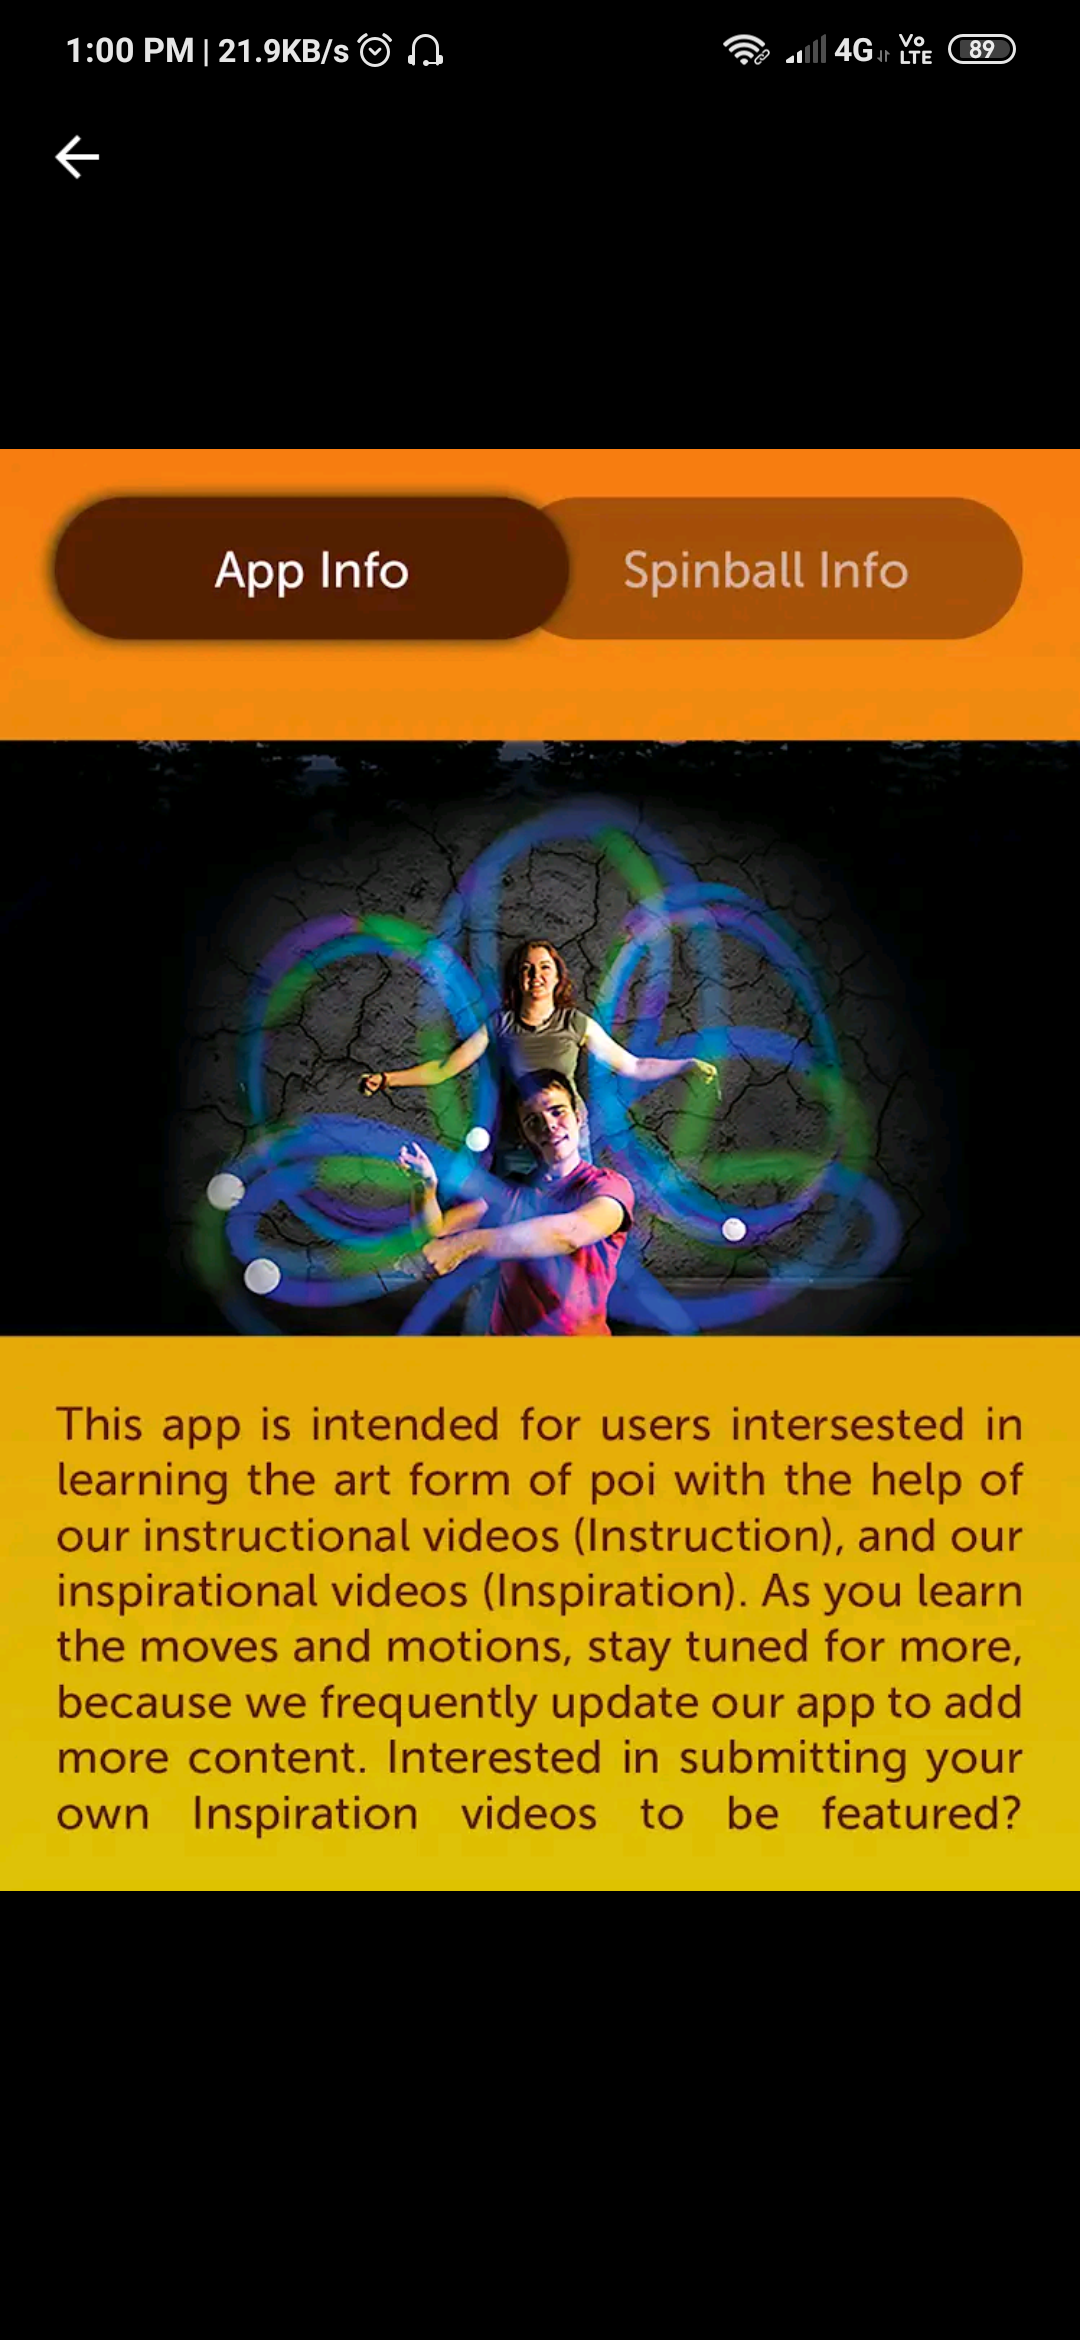 1:00 PM | 21.9KB/s 4G Vo LTE 89
App Info Spinball Info
This app is intended for users intersested in
learning the art form of poi with the help of
our instructional videos (Instruction), and our
inspirational videos (Inspiration). As you learn
the moves and motions, stay tuned for more,
because we frequently update our app to add
more content. Interested in submitting your
own Inspiration videos to be featured?